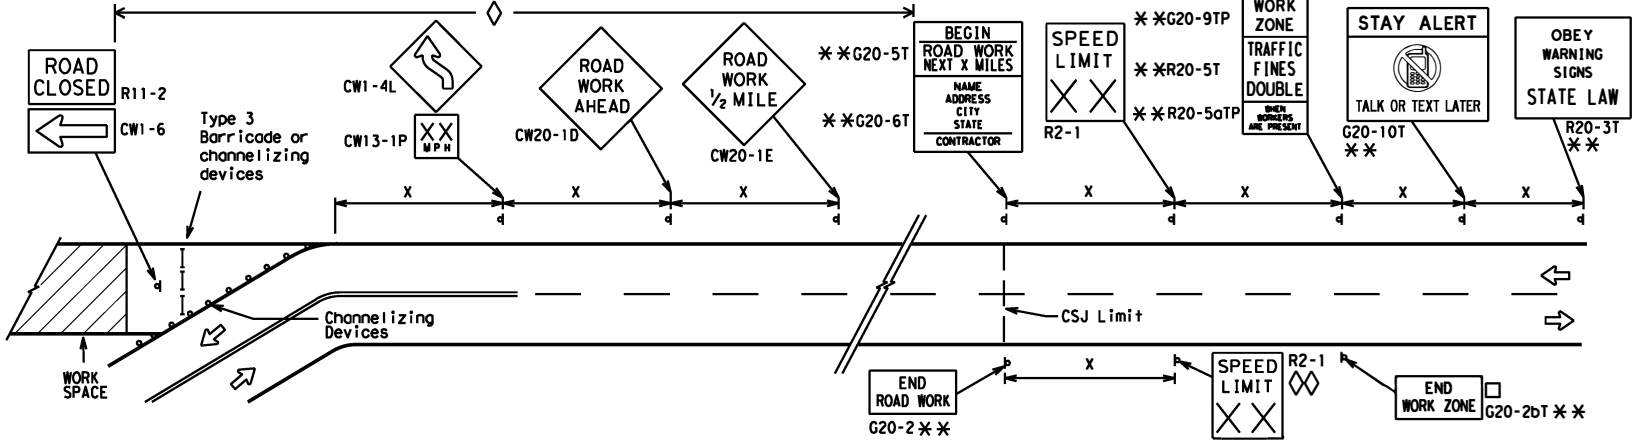 ROAD
CLOSED
R11-2
CW1-6
Type 3
Barricade or
channelizing
devices
CW1-4L
XX
MPH
CW13-1P
ROAD
WORK
AHEAD
CW20-1D
ROAD
WORK
1/2 MILE
CW20-1E
**G20-5T
**G20-6T
BEGIN
ROAD WORK
NEXT X MILES
NAME
ADDRESS
CITY
STATE
CONTRACTOR
SPEED
LIMIT
XX
R2-1
**G20-9TP
**R20-5T
**R20-5aTP
WORK
ZONE
TRAFFIC
FINES
DOUBLE
WHEN
WORKERS
ARE PRESENT
STAY ALERT
TALK OR TEXT LATER
G20-10T
**
OBEY
WARNING
SIGNS
STATE LAW
R20-3T
**
X
X
X
X
X
X
X
Channelizing
Devices
CSJ Limit
WORK
SPACE
X
END
ROAD WORK
G20-2 **
SPEED
LIMIT
XX
R2-1
END
WORK ZONE
G20-2bT **